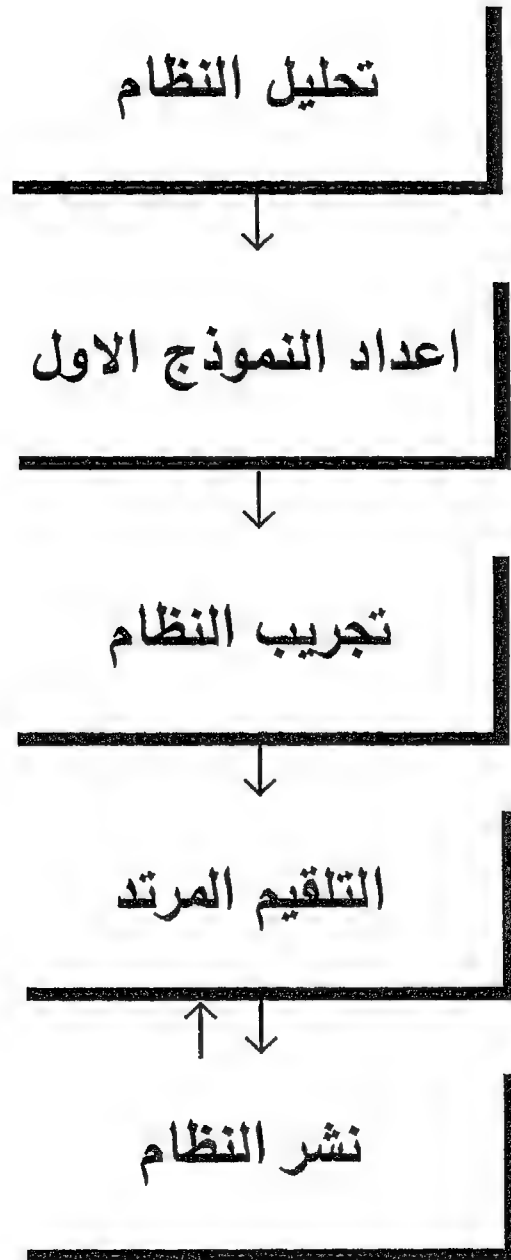 تحليل النظام
اعداد النموذج الاول
تجريب النظام
التلقيم المرتد
نشر النظام